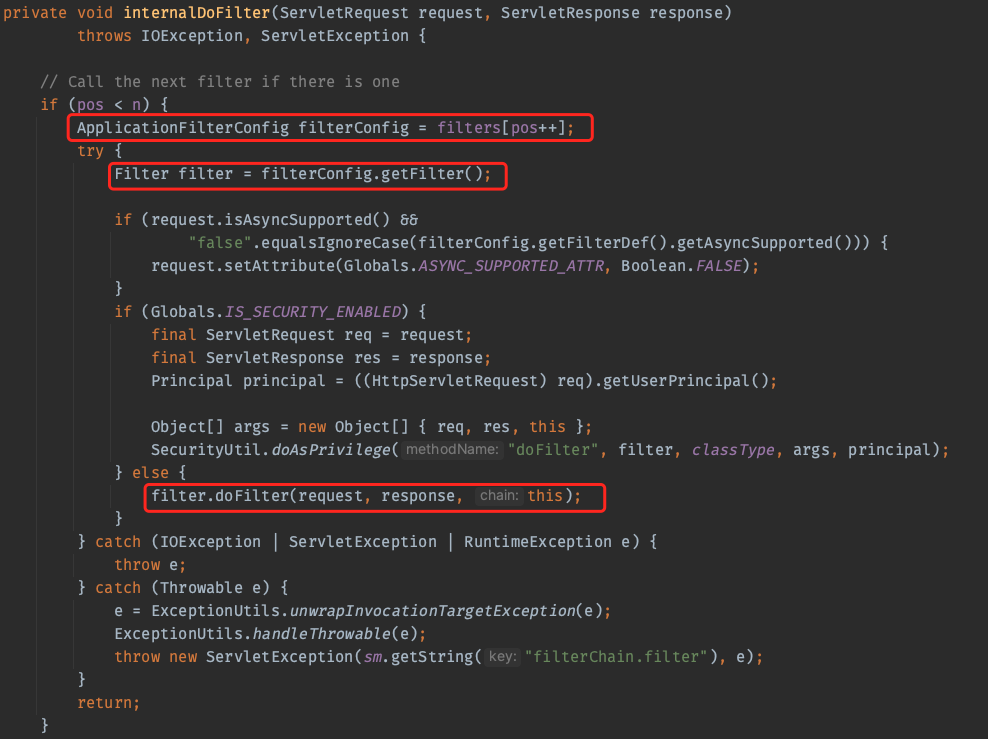 private void internalDoFilter(ServletRequest request, ServletResponse response)
        throws IOException, ServletException {

    // Call the next filter if there is one
    if (pos < n) {
        ApplicationFilterConfig filterConfig = filters[pos++];
        try {
            Filter filter = filterConfig.getFilter();

            if (request.isAsyncSupported() &&
                    "false".equalsIgnoreCase(filterConfig.getFilterDef().getAsyncSupported())) {
                request.setAttribute(Globals.ASYNC_SUPPORTED_ATTR, Boolean.FALSE);
            }
            if (Globals.IS_SECURITY_ENABLED) {
                final ServletRequest req = request;
                final ServletResponse res = response;
                Principal principal = ((HttpServletRequest) req).getUserPrincipal();

                Object[] args = new Object[] { req, res, this };
                SecurityUtil.doAsPrivilege( methodName: "doFilter", filter, classType, args, principal);
            } else {
                filter.doFilter(request, response, chain: this);
            }
        } catch (IOException | ServletException | RuntimeException e) {
            throw e;
        } catch (Throwable e) {
            e = ExceptionUtils.unwrapInvocationTargetException(e);
            ExceptionUtils.handleThrowable(e);
            throw new ServletException(sm.getString( key: "filterChain.filter"), e);
        }
        return;
    }